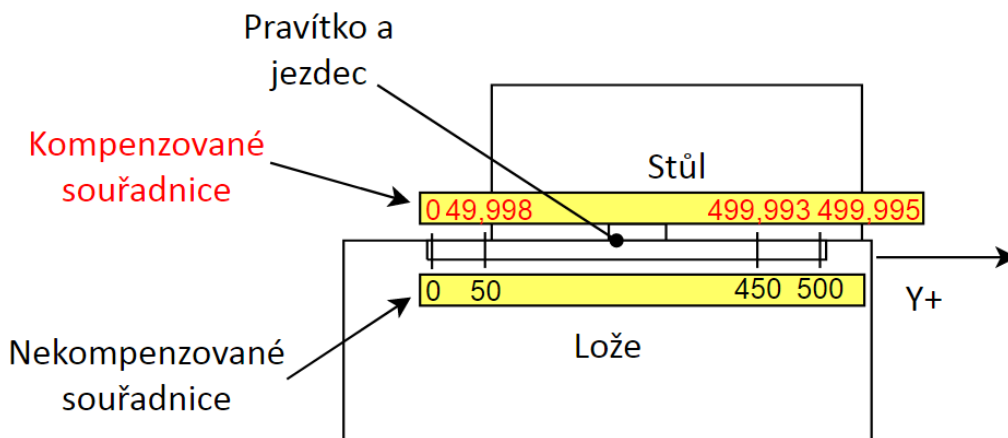 Pravítko a
jezdec
Kompenzované
souřadnice
Stůl
0 49,998 499,993 499,995
0 50 450 500
Y+
Nekompenzované
souřadnice
Lože